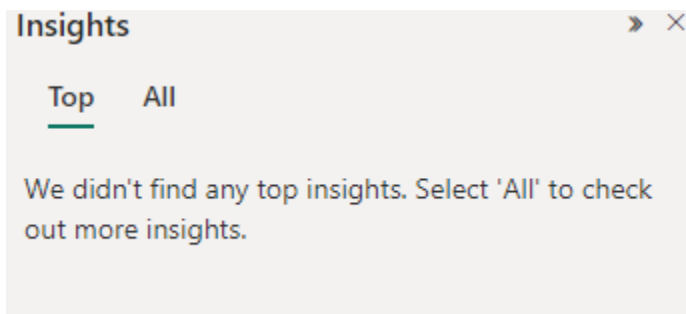 Insights
Top All
We didn't find any top insights. Select 'All' to check
out more insights.